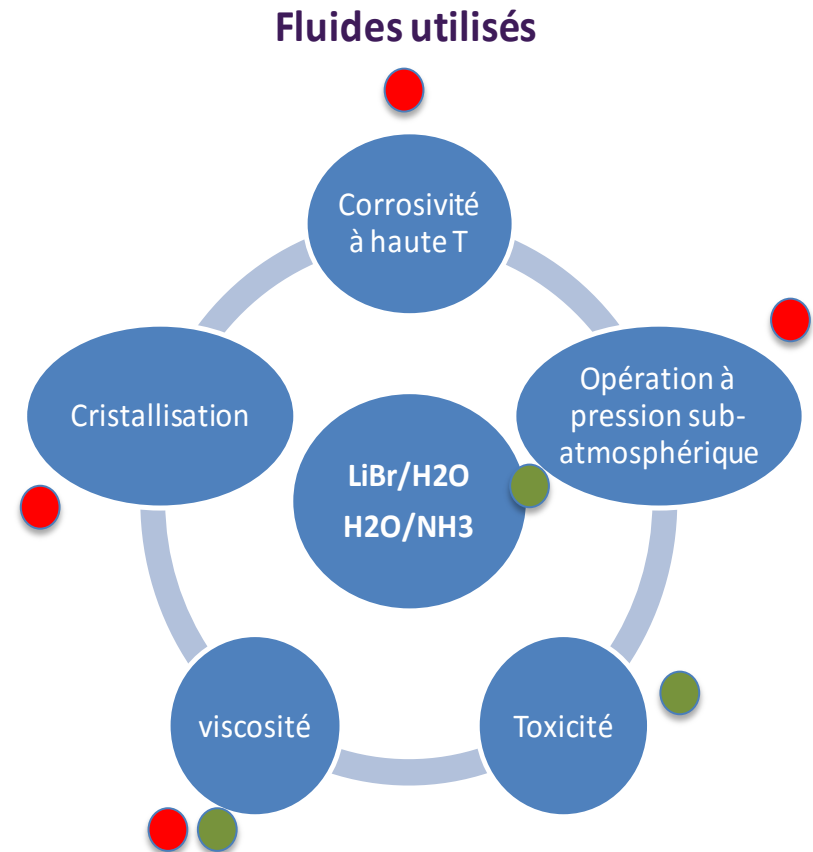 Fluides utilisés
Corrosivité
à haute T
Opération à
pression sub-
atmosphérique
Cristallisation
LiBr/H2O
H2O/NH3
viscosité
Toxicité